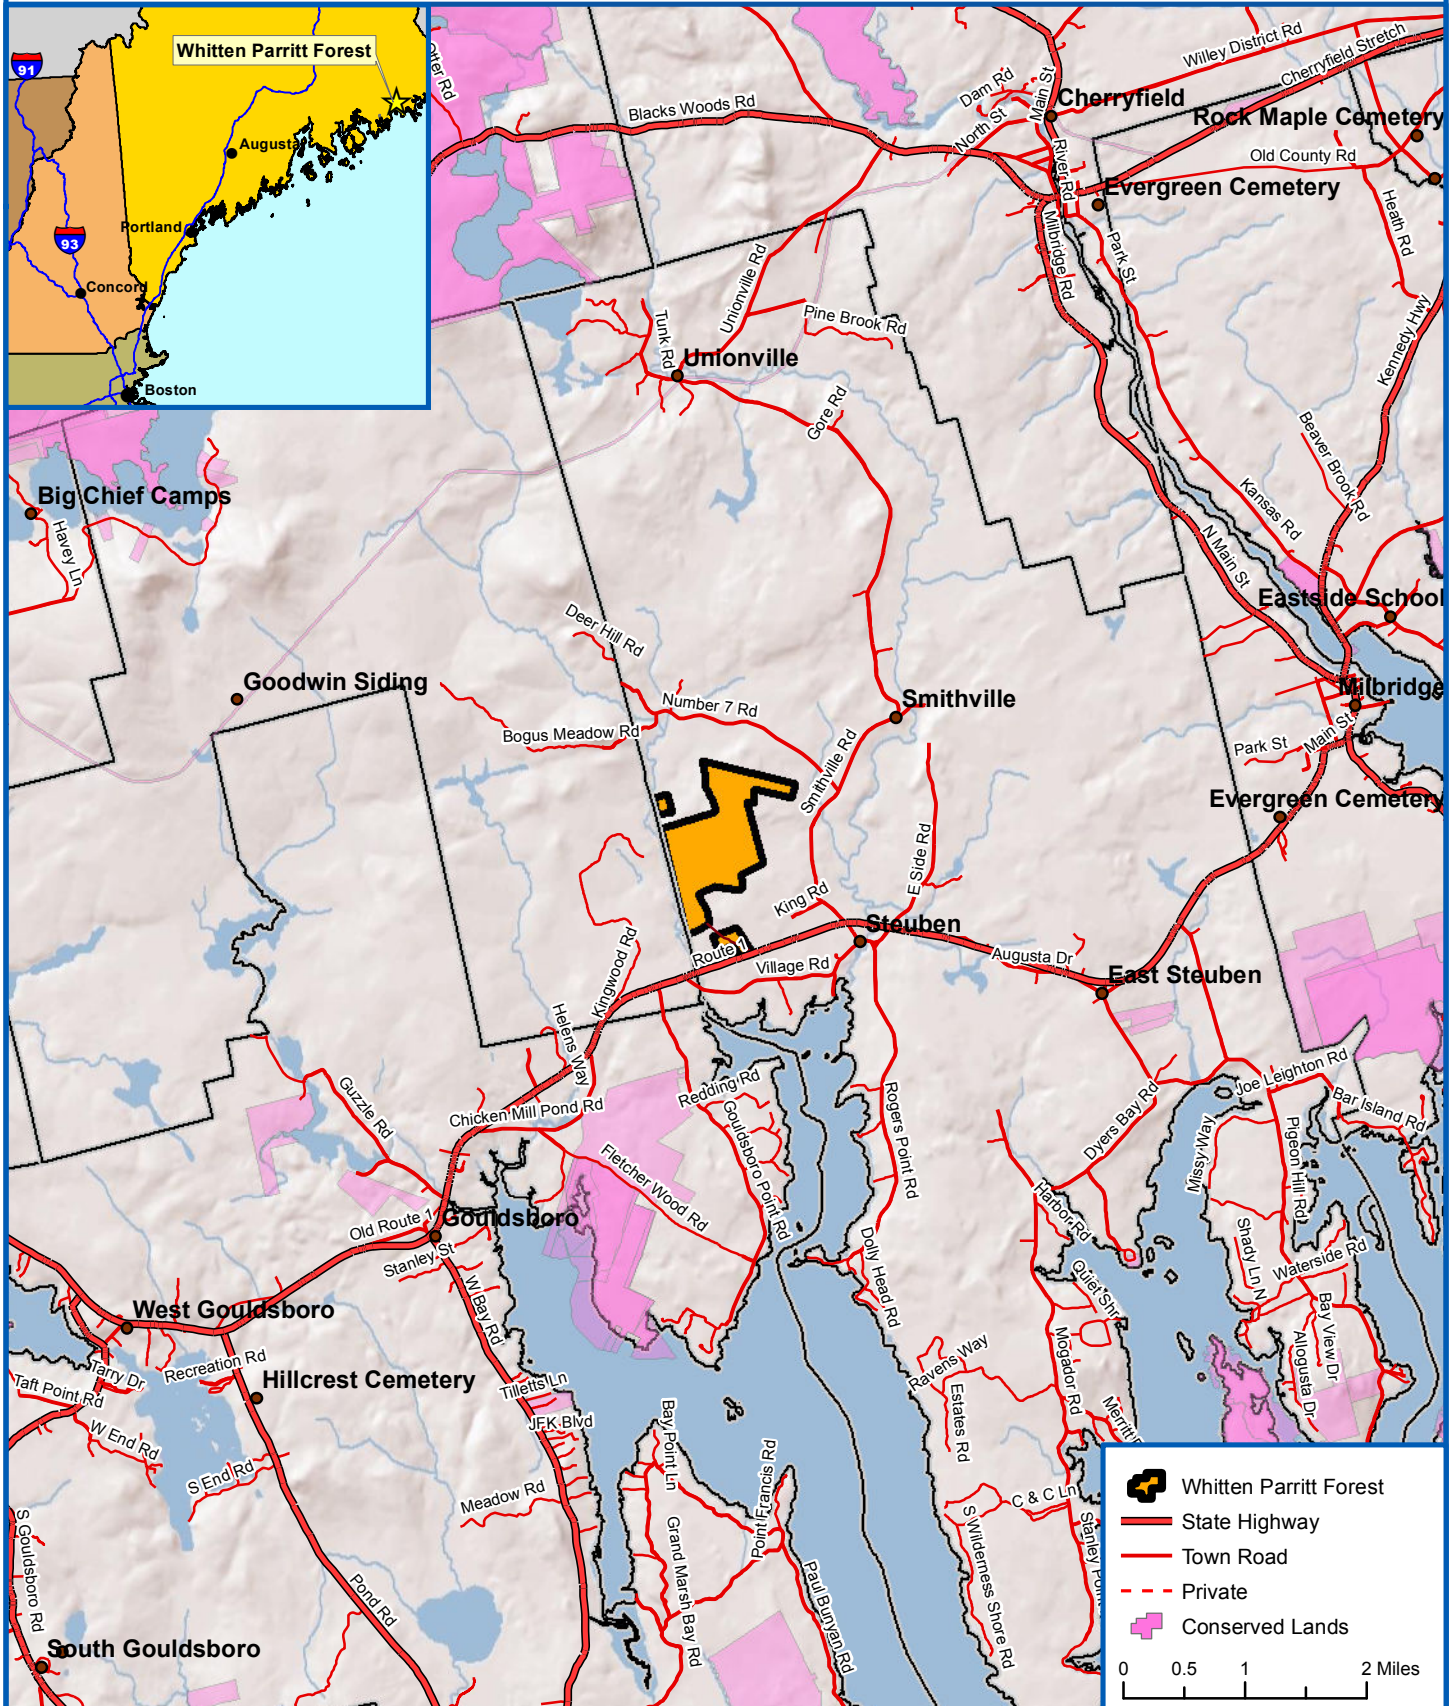 Whitten Parritt Forest
91
Augusta
Portland
93
Concord
Boston
Otter Rd
Blacks Woods Rd
Dam Rd
Main St
Willey District Rd
Cherryfield Stretch
Cherryfield
North St
Rock Maple Cemetery
Old County Rd
River Rd
Evergreen Cemetery
Heath Rd
Milbridge Rd
Park St
Unionville Rd
Tunk Rd
Pine Brook Rd
Unionville
Kennedy Hwy
Gore Rd
Beaver Brook Rd
Big Chief Camps
Havey Ln
Kansas Rd
N Main St
Eastside School
Deer Hill Rd
Goodwin Siding
Number 7 Rd
Smithville
Milbridge
Bogus Meadow Rd
Main St
Park St
Smithville Rd
Evergreen Cemetery
E Side Rd
King Rd
Steuben
Kingwood Rd
Route 1
Village Rd
Augusta Dr
East Steuben
Helens Way
Joe Leighton Rd
Redding Rd
Guzzle Rd
Chicken Mill Pond Rd
Gouldsboro Point Rd
Rogers Point Rd
Dyers Bay Rd
Bar Island Rd
Missy Way
Pigeon Hill Rd
Fletcher Wood Rd
Harbor Rd
Old Route 1
Gouldsboro
Stanley St
Dolly Head Rd
Shady Ln N
Waterside Rd
Quiet Shr
W Bay Rd
West Gouldsboro
Bay View Dr
Allogusta Dr
Mogador Rd
Ravens Way
Recreation Rd
Tarry Dr
Taft Point Rd
Hillcrest Cemetery
Tilletts Ln
Estates Rd
JFK Blvd
Bay Point Ln
W End Rd
S End Rd
Meadow Rd
Point Francis Rd
C & C Ln
S Wilderness Shore Rd
S Gouldsboro Rd
Grand Marsh Bay Rd
Paul Bunyan Rd
Pond Rd
South Gouldsboro
Whitten Parritt Forest
State Highway
Town Road
Private
Conserved Lands
0 0.5 1 2 Miles